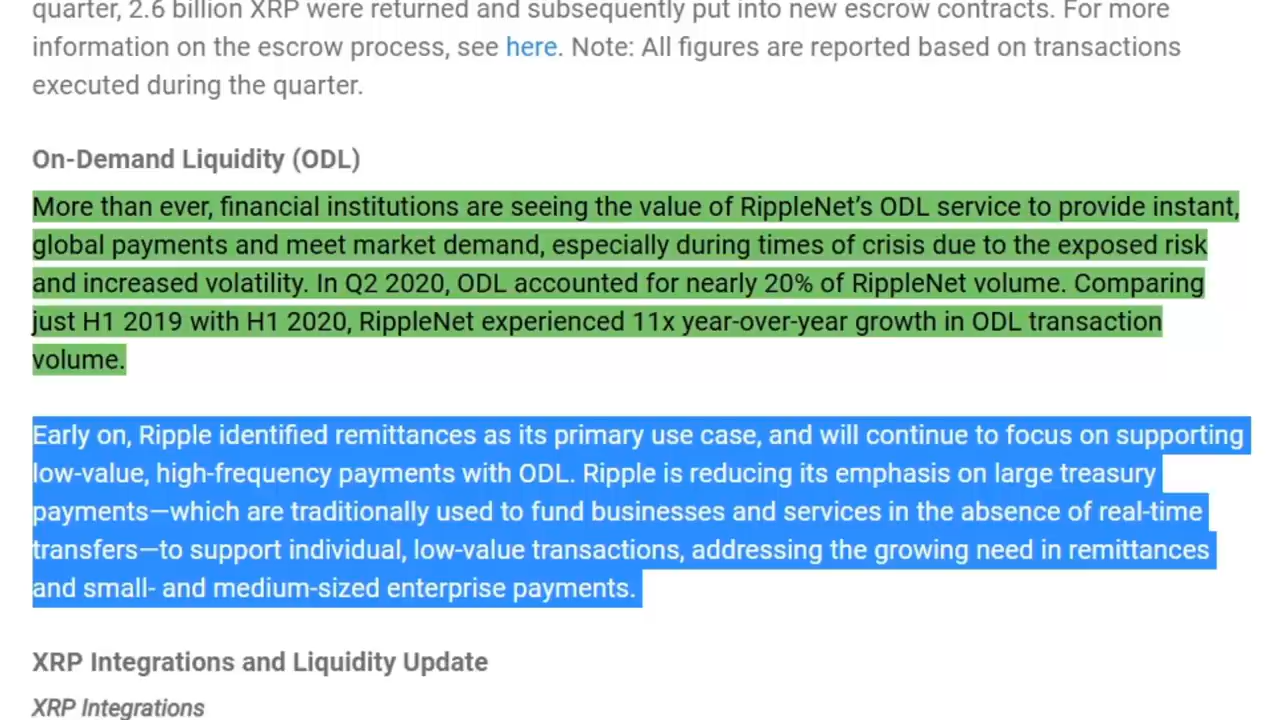 quarter, 2.6 billion XRP were returned and subsequently put into new escrow contracts. For more
information on the escrow process, see here. Note: All figures are reported based on transactions
executed during the quarter.
On-Demand Liquidity (ODL)
More than ever, financial institutions are seeing the value of RippleNet’s ODL service to provide instant,
global payments and meet market demand, especially during times of crisis due to the exposed risk
and increased volatility. In Q2 2020, ODL accounted for nearly 20% of RippleNet volume. Comparing
just H1 2019 with H1 2020, RippleNet experienced 11x year-over-year growth in ODL transaction
volume.
Early on, Ripple identified remittances as its primary use case, and will continue to focus on supporting
low-value, high-frequency payments with ODL. Ripple is reducing its emphasis on large treasury
payments—which are traditionally used to fund businesses and services in the absence of real-time
transfers—to support individual, low-value transactions, addressing the growing need in remittances
and small- and medium-sized enterprise payments.
XRP Integrations and Liquidity Update
XRP Integrations